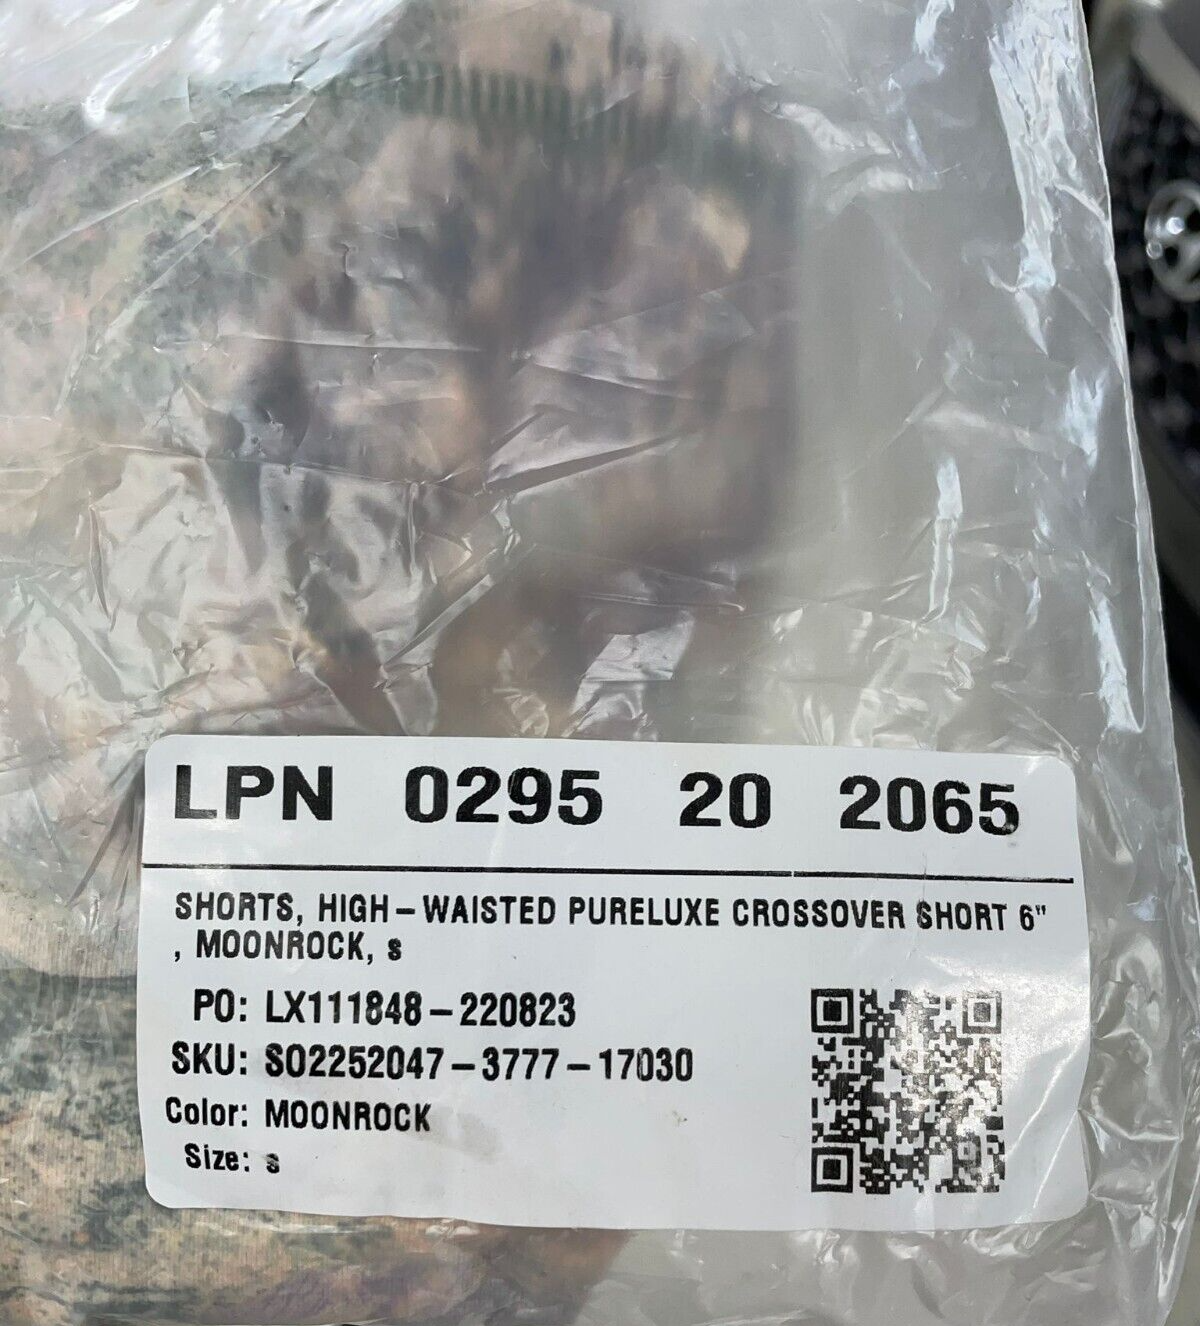 LPN 0295 20 2065
SHORTS, HIGH-WAISTED PURELUXE CROSSOVER SHORT 6"
, MOONROCK, s
PO: LX111848-220823
SKU: SO2252047-3777-17030
Color: MOONROCK
Size: s